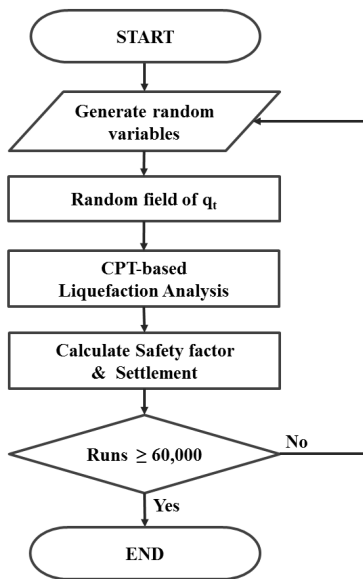 START
Generate random
variables
Random field of qt
CPT-based
Liquefaction Analysis
Calculate Safety factor
& Settlement
Runs ≥ 60,000
No
Yes
END